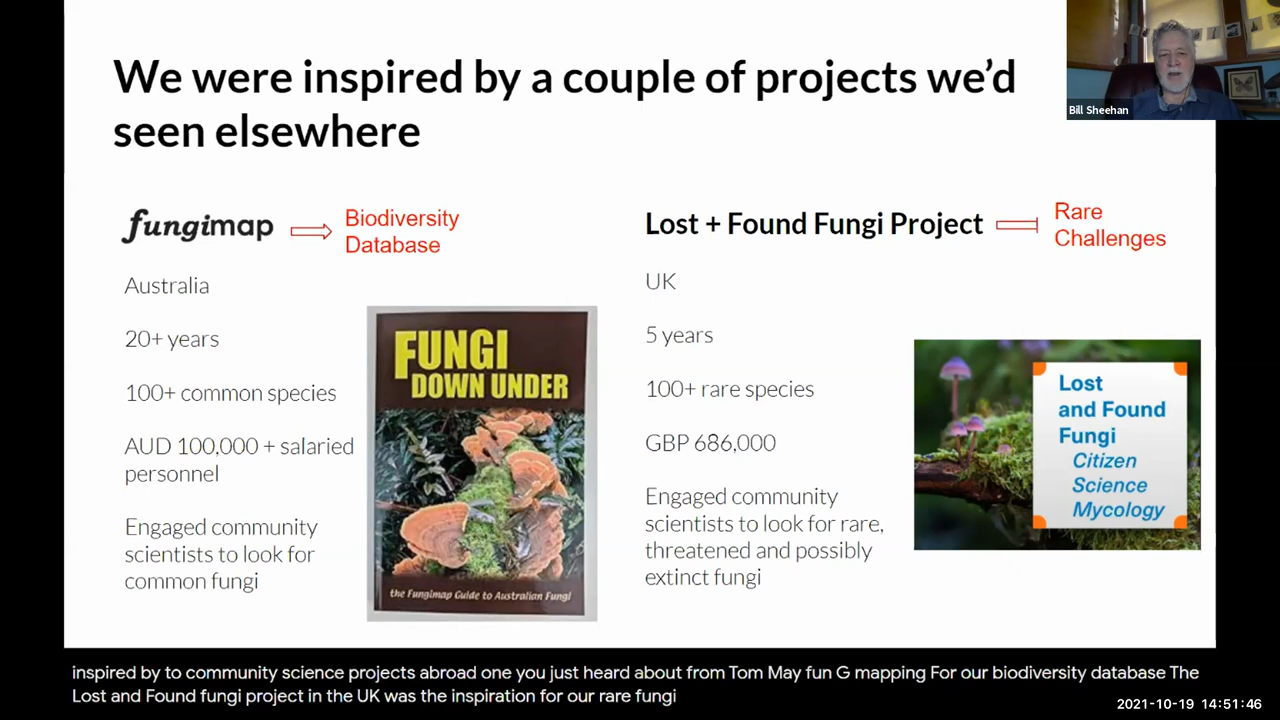 We were inspired by a couple of projects we'd
seen elsewhere
Bill Sheehan
fungimap
Biodiversity
Database
Australia
20+ years
100+ common species
AUD 100,000 + salaried
personnel
Engaged community
scientists to look for
common fungi
FUNGI
DOWN UNDER
the Fungimap Guide to Australian Fungi
Lost + Found Fungi Project
Rare
Challenges
UK
5 years
100+ rare species
GBP 686,000
Engaged community
scientists to look for rare,
threatened and possibly
extinct fungi
Lost
and Found
Fungi
Citizen
Science
Mycology
inspired by to community science projects abroad one you just heard about from Tom May fun G mapping For our biodiversity database The
Lost and Found fungi project in the UK was the inspiration for our rare fungi
2021-10-19 14:51:46